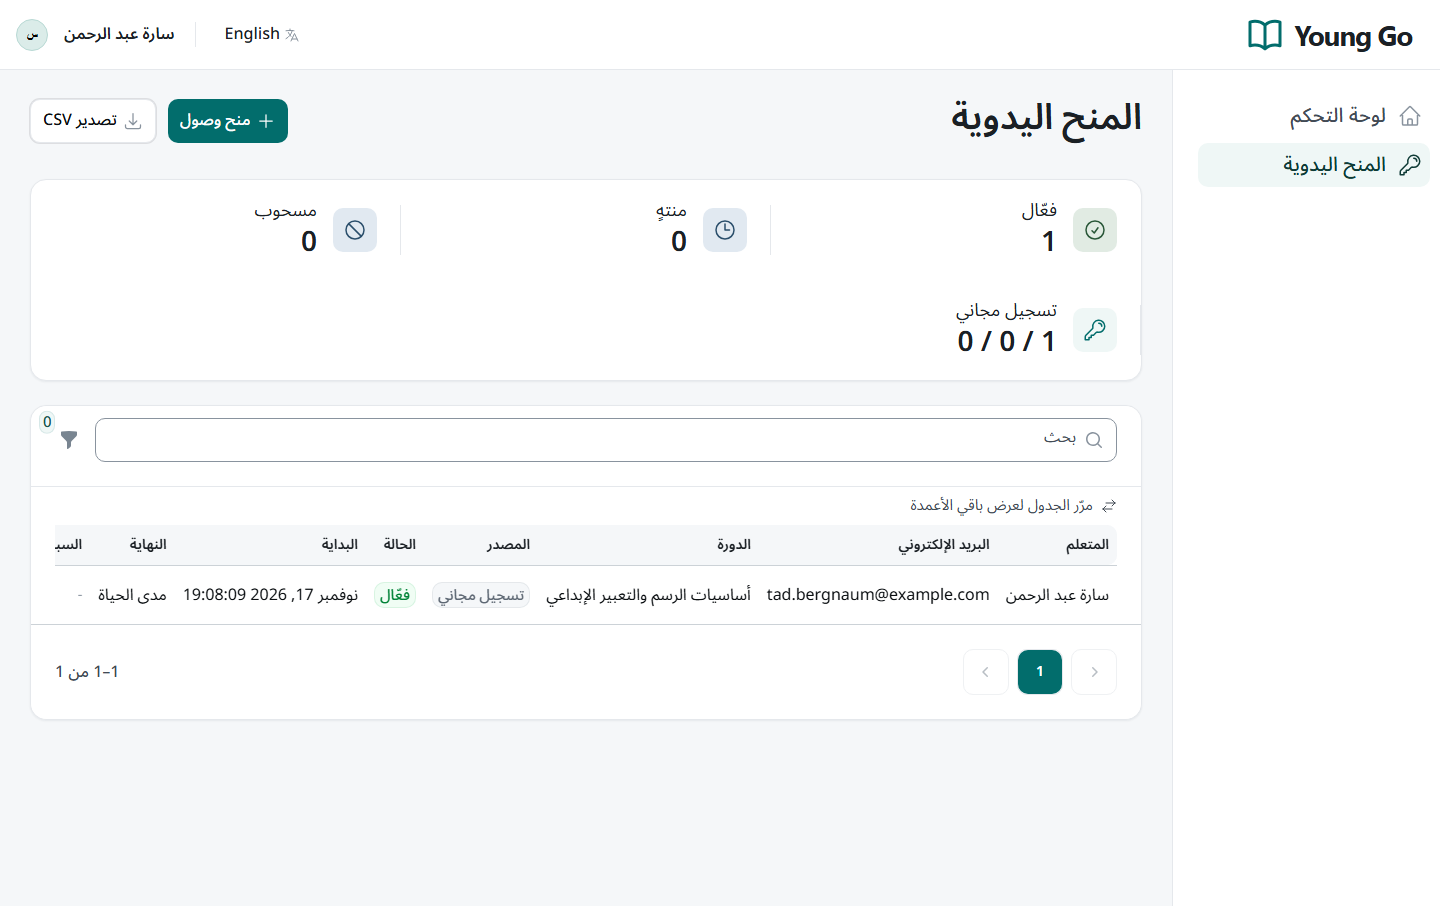 Young Go
English
سارة عبد الرحمن
س
لوحة التحكم
المنح اليدوية
المنح اليدوية
منح وصول
تصدير CSV
فعّال
1
منتهٍ
0
مسحوب
0
تسجيل مجاني
1 / 0 / 0
بحث
0
مرّر الجدول لعرض باقي الأعمدة
المتعلم البريد الإلكتروني الدورة المصدر الحالة البداية النهاية
سارة عبد الرحمن tad.bergnaum@example.com أساسيات الرسم والتعبير الإبداعي تسجيل مجاني فعّال نوفمبر 17, 2026 19:08:09 مدى الحياة -
1
1–1 من 1